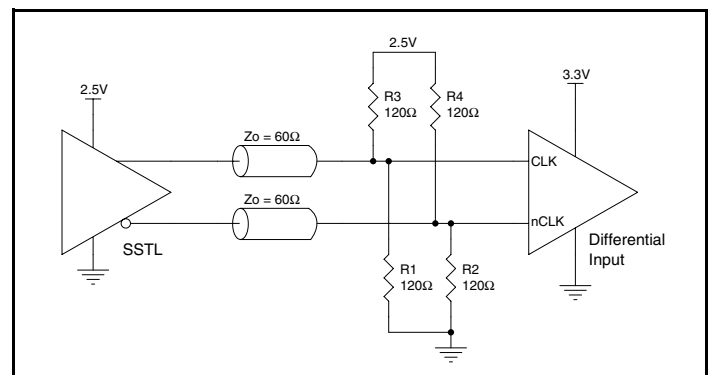 2.5V
2.5V
3.3V
R3
120Ω
R4
120Ω
Zo = 60Ω
CLK
Zo = 60Ω
nCLK
SSTL
Differential
Input
R1
120Ω
R2
120Ω